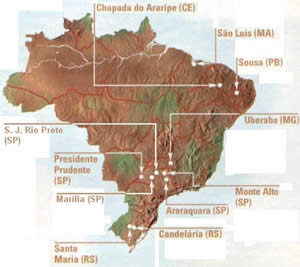 Chapada do Araripe (CE)
São Luís (MA)
Sousa (PB)
Uberaba (MG)
S. J. Rio Preto
(SP)
Presidente
Prudente
(SP)
Marília (SP)
Monte Alto
(SP)
Araraquara (SP)
Candelária (RS)
Santa
Maria (RS)